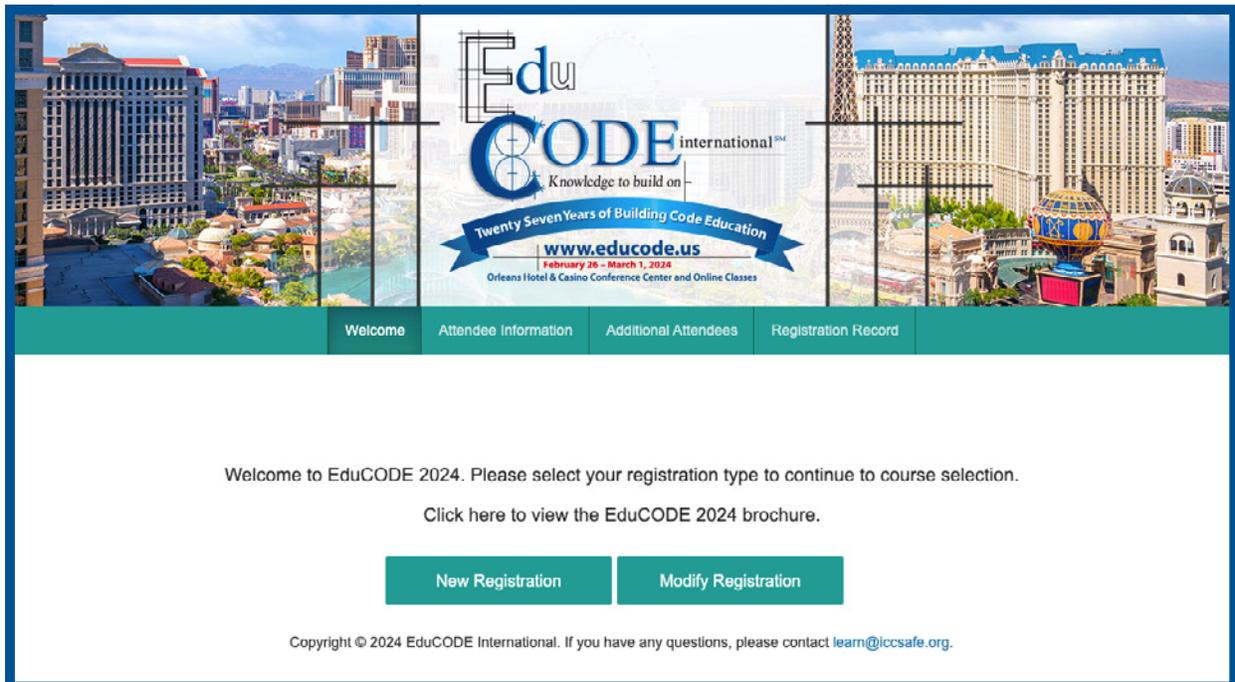 Edu
CODE international℠
Knowledge to build on
Twenty Seven Years of Building Code Education
www.educode.us
February 26 – March 1, 2024
Orleans Hotel & Casino Conference Center and Online Classes
Welcome Attendee Information Additional Attendees Registration Record
Welcome to EduCODE 2024. Please select your registration type to continue to course selection.
Click here to view the EduCODE 2024 brochure.
New Registration Modify Registration
Copyright © 2024 EduCODE International. If you have any questions, please contact learn@iccsafe.org.